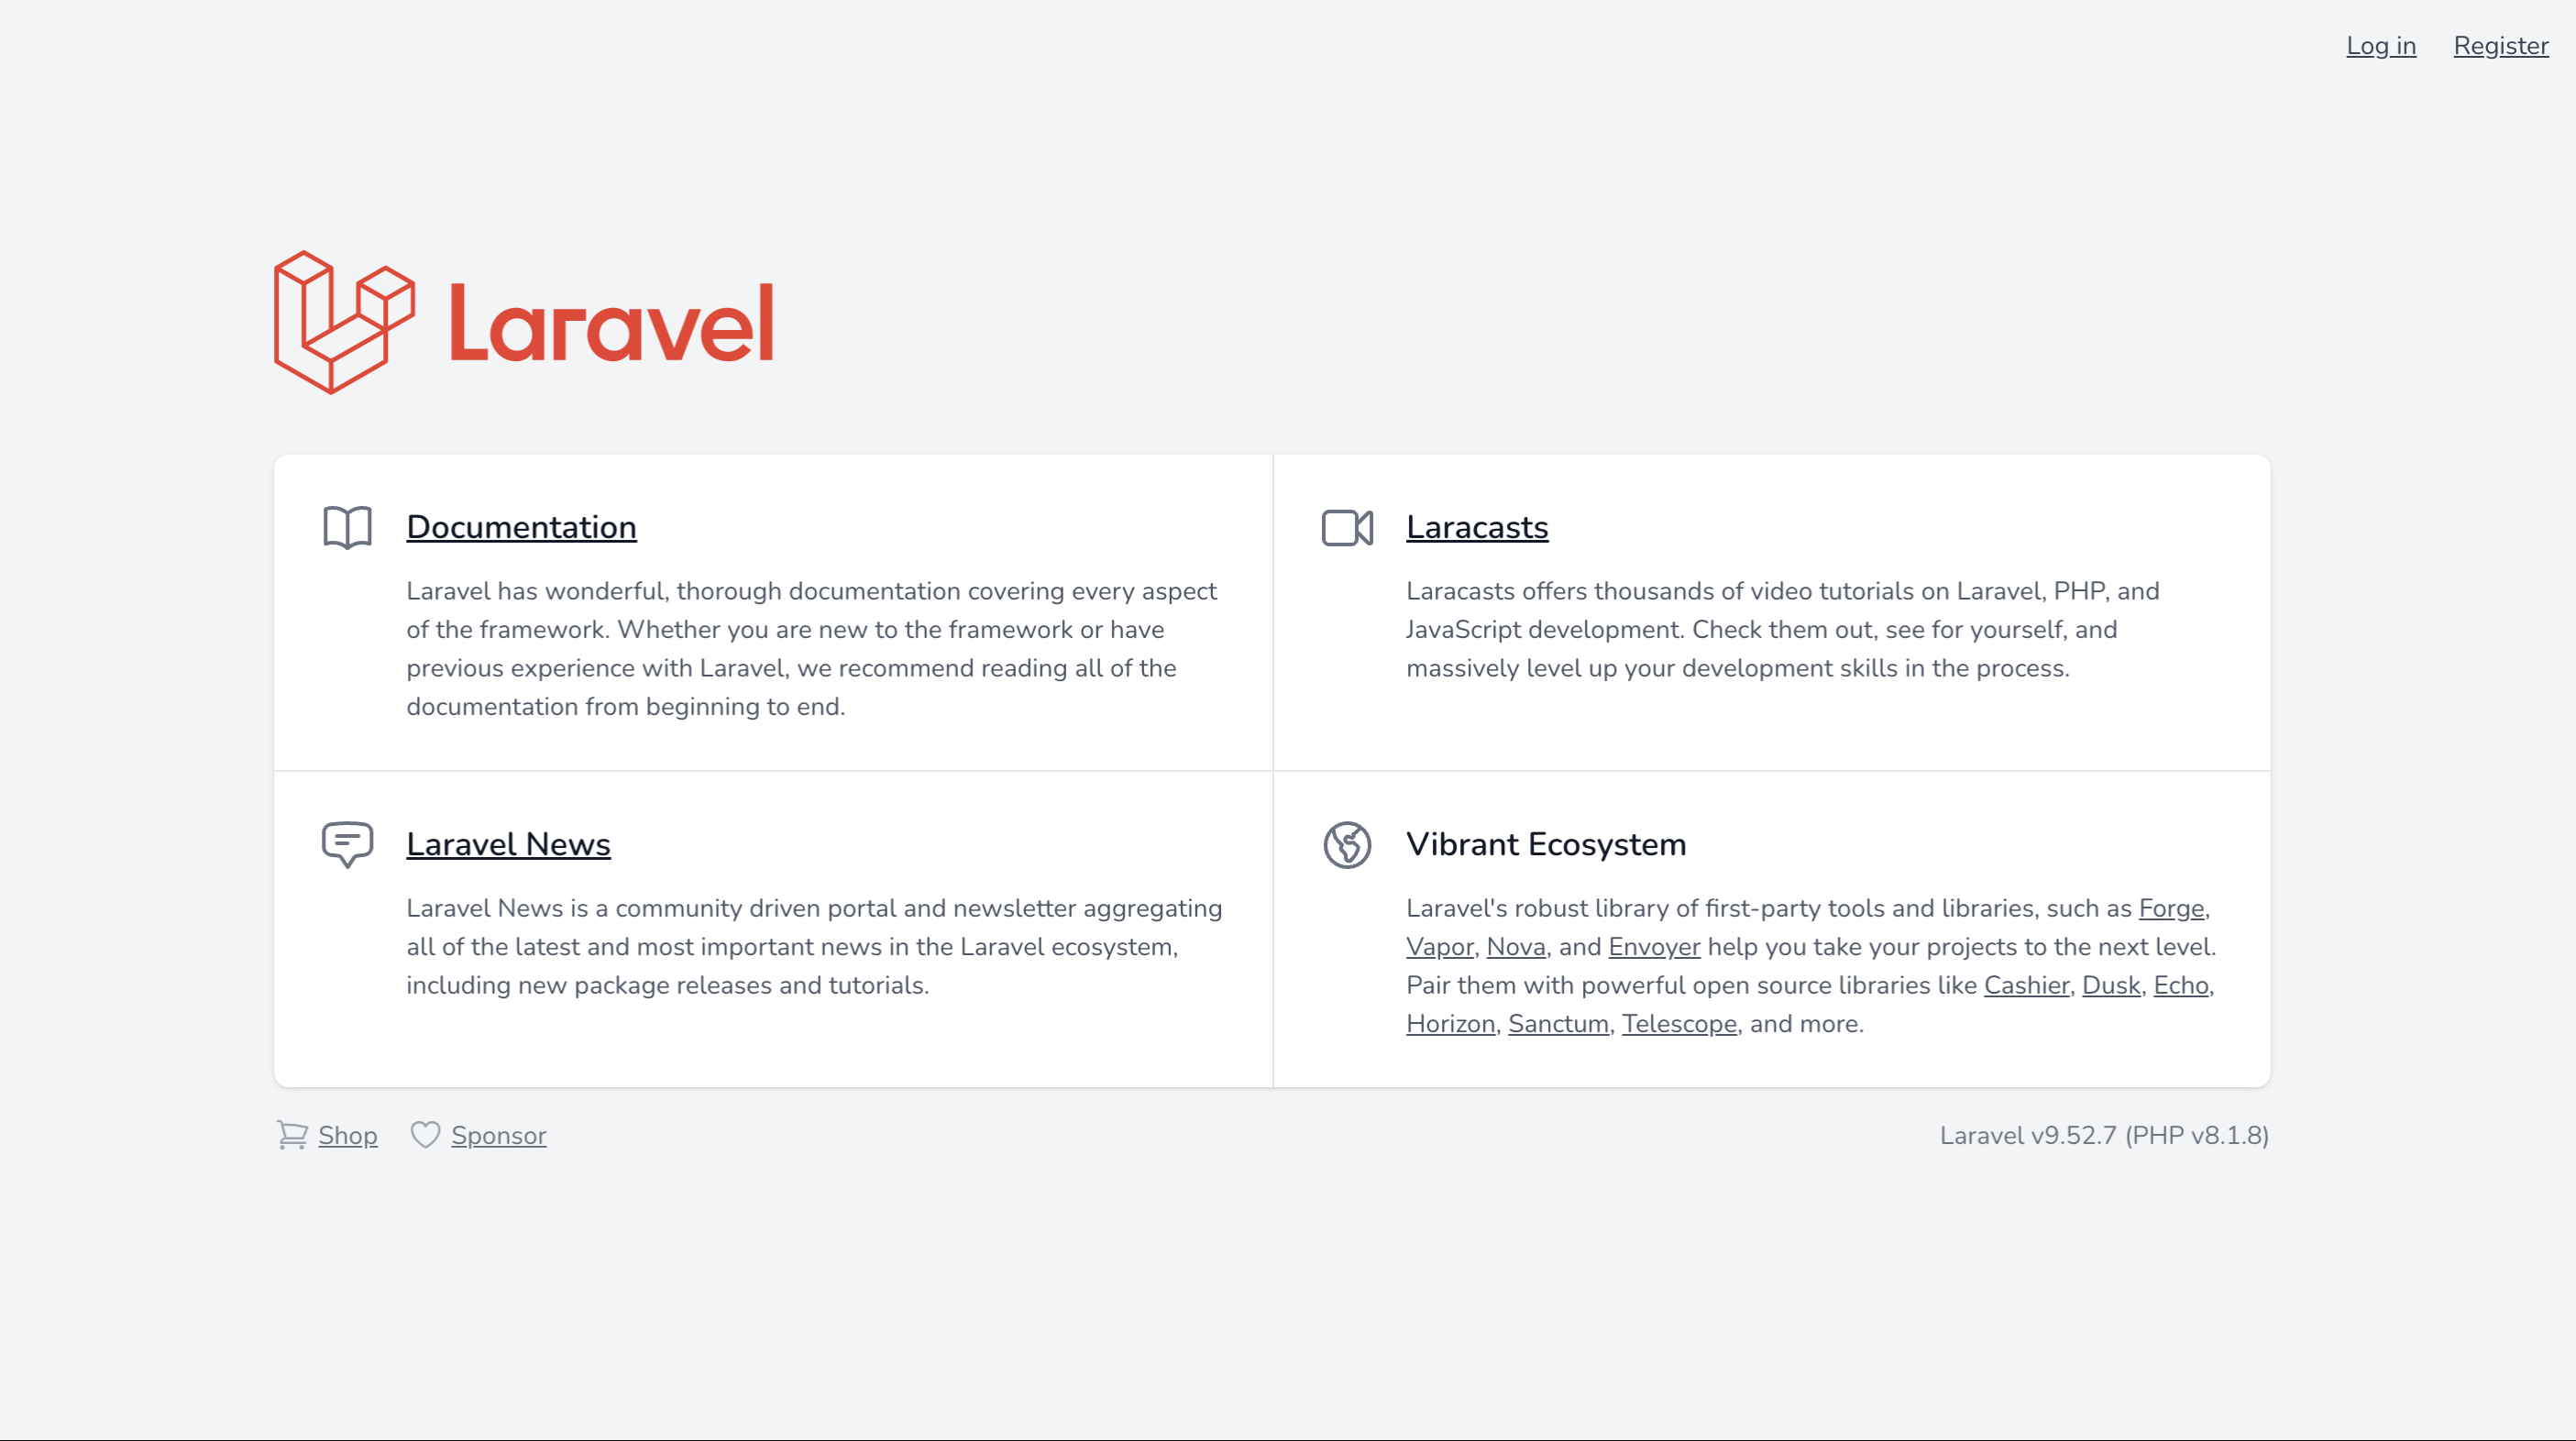 Log in Register
Laravel
Documentation
Laravel has wonderful, thorough documentation covering every aspect
of the framework. Whether you are new to the framework or have
previous experience with Laravel, we recommend reading all of the
documentation from beginning to end.
Laracasts
Laracasts offers thousands of video tutorials on Laravel, PHP, and
JavaScript development. Check them out, see for yourself, and
massively level up your development skills in the process.
Laravel News
Laravel News is a community driven portal and newsletter aggregating
all of the latest and most important news in the Laravel ecosystem,
including new package releases and tutorials.
Vibrant Ecosystem
Laravel's robust library of first-party tools and libraries, such as Forge,
Vapor, Nova, and Envoyer help you take your projects to the next level.
Pair them with powerful open source libraries like Cashier, Dusk, Echo,
Horizon, Sanctum, Telescope, and more.
Shop Sponsor
Laravel v9.52.7 (PHP v8.1.8)